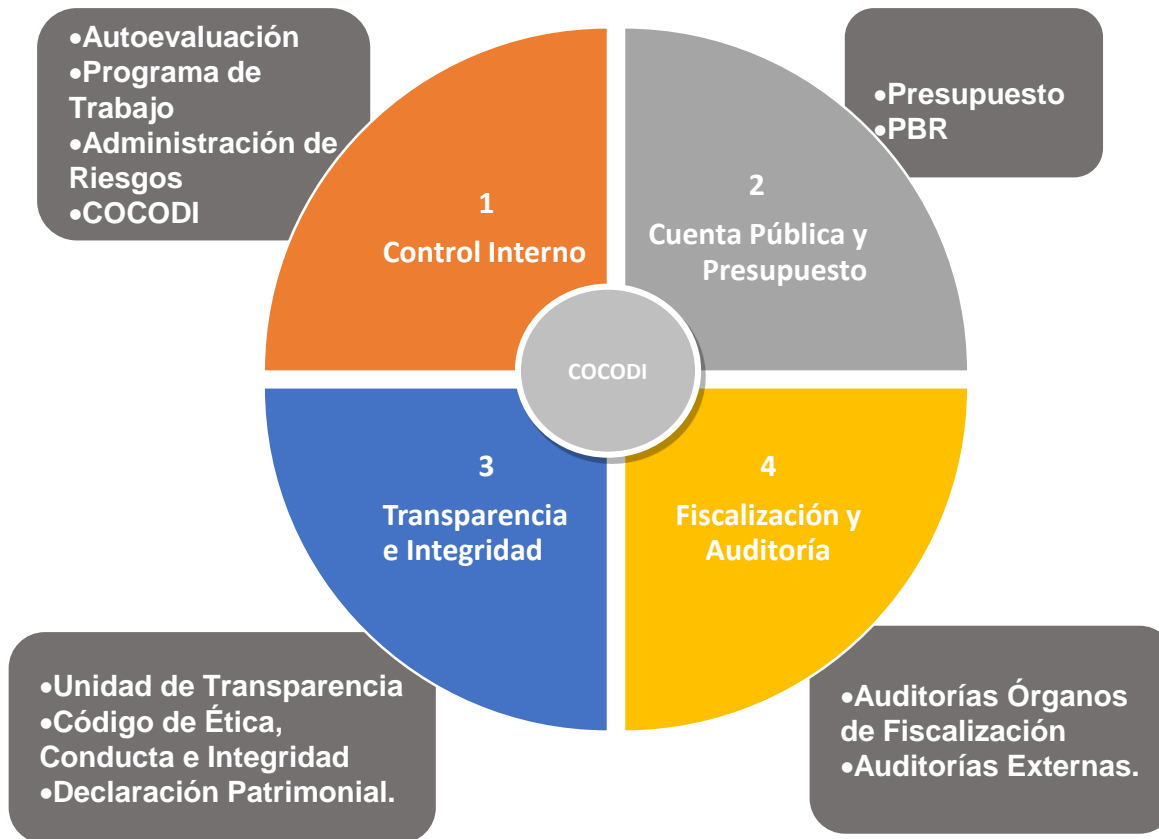 •Autoevaluación
•Programa de
Trabajo
•Administración de
Riesgos
•COCODI
•Presupuesto
•PBR
1
Control Interno
2
Cuenta Pública y
Presupuesto
COCODI
3
Transparencia
e Integridad
4
Fiscalización y
Auditoría
•Unidad de Transparencia
•Código de Ética,
Conducta e Integridad
•Declaración Patrimonial.
•Auditorías Órganos
de Fiscalización
•Auditorías Externas.